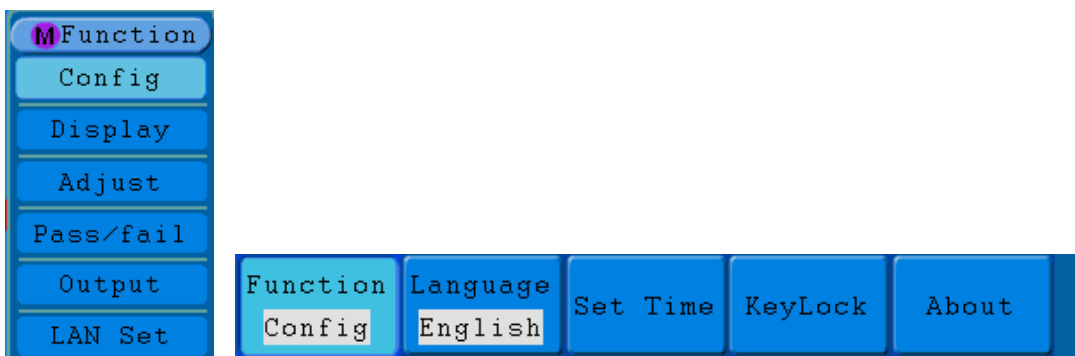 MFunction
Config
Display
Adjust
Pass/fail
Output
LAN Set
Function
Config
Language
English
Set Time
KeyLock
About